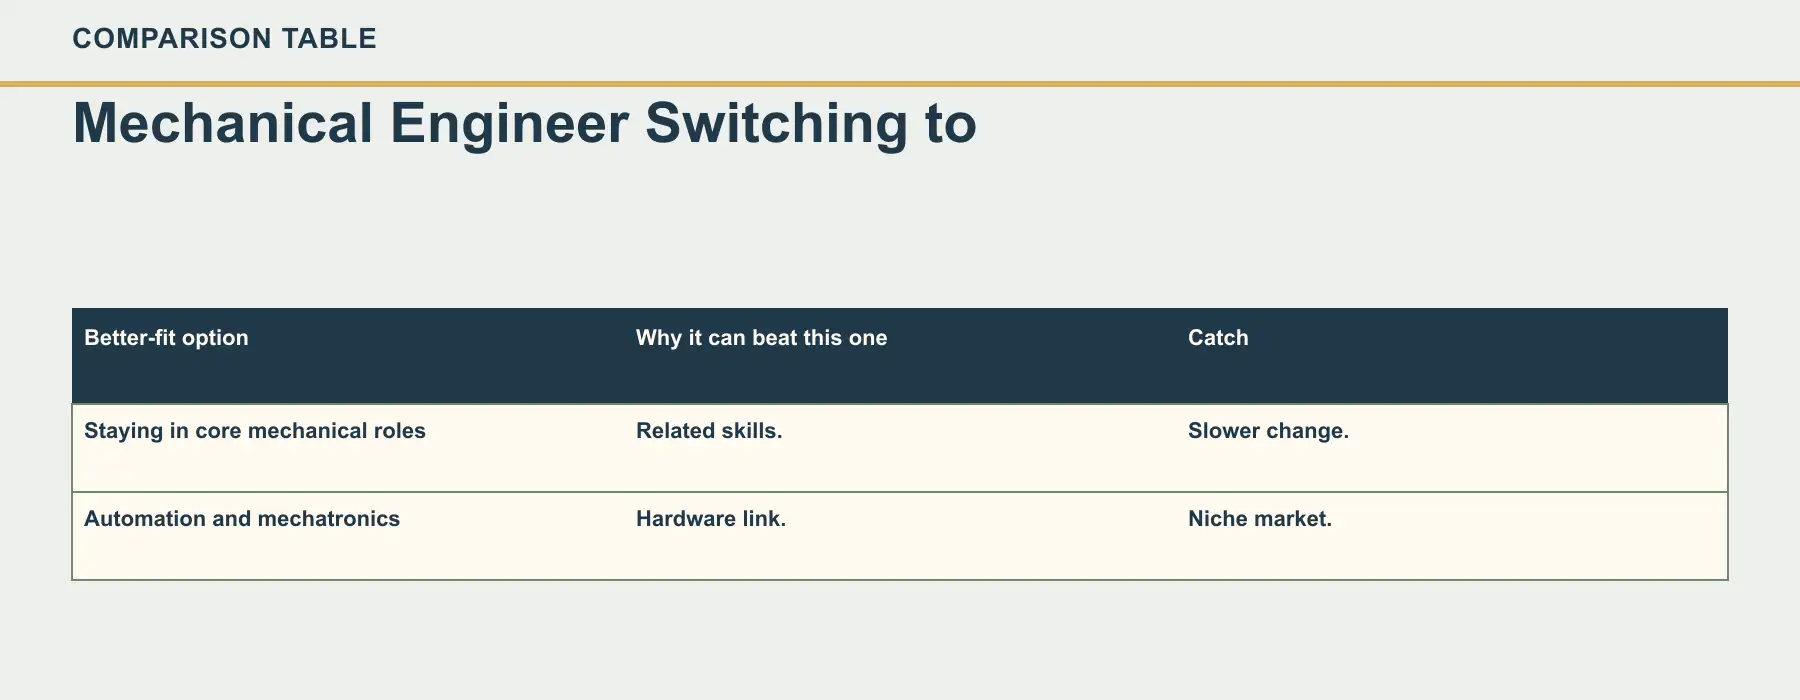 COMPARISON TABLE
Mechanical Engineer Switching to
Better-fit option Why it can beat this one Catch
Staying in core mechanical roles Related skills. Slower change.
Automation and mechatronics Hardware link. Niche market.